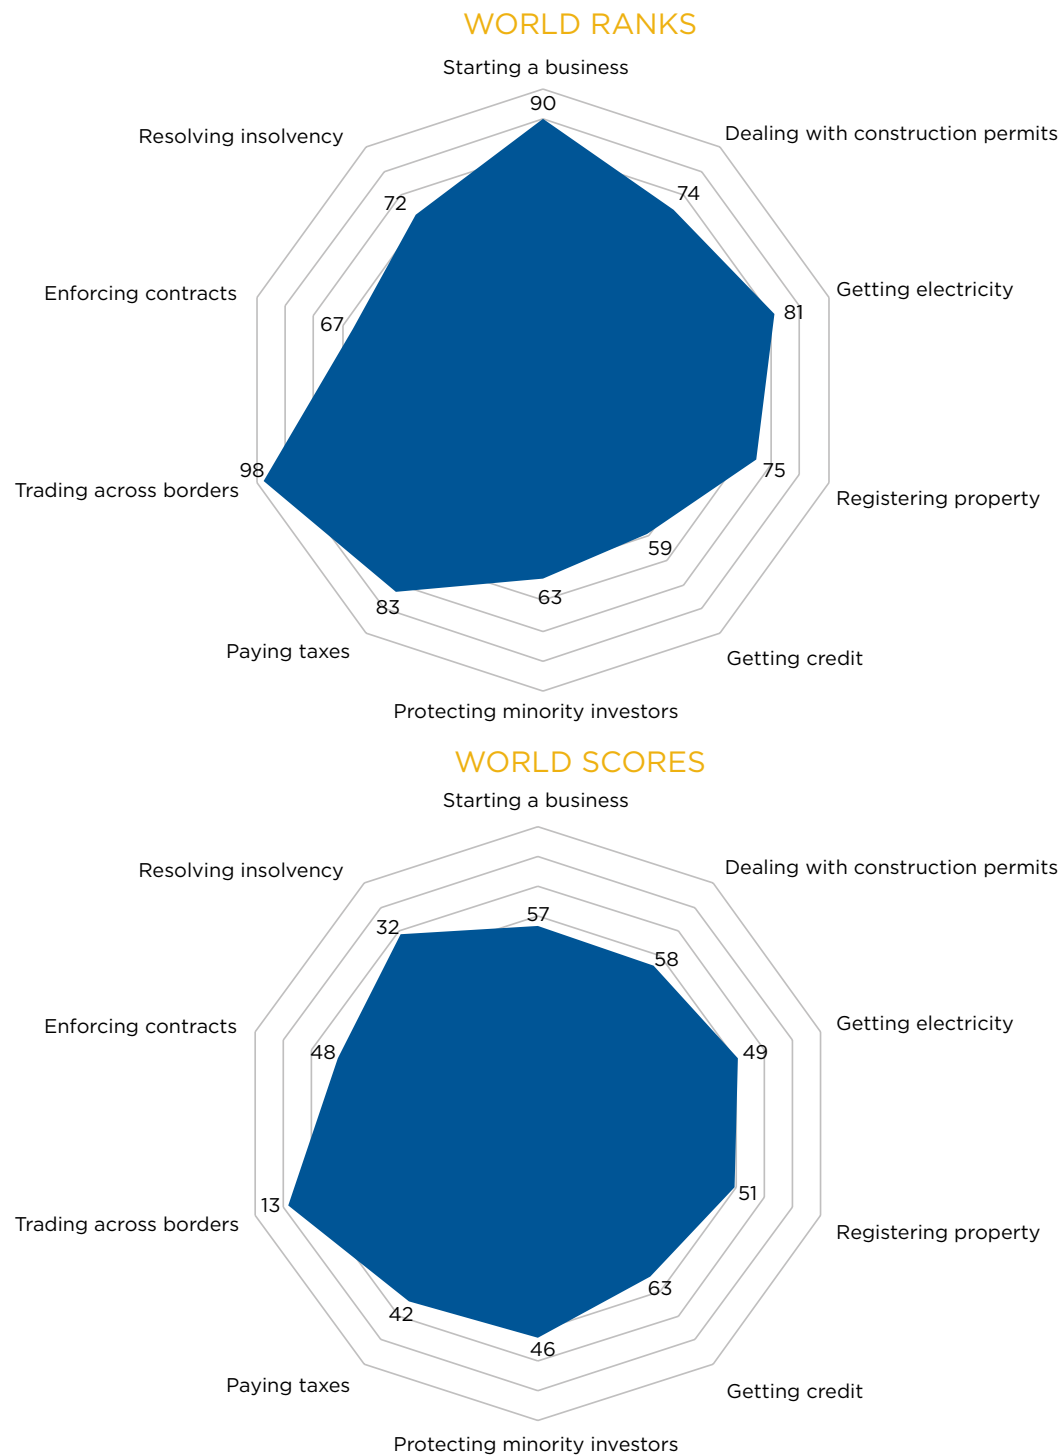 WORLD RANKS
Starting a business
90
Dealing with construction permits
Resolving insolvency
74
72
Getting electricity
Enforcing contracts
81
67
98
75
Trading across borders
Registering property
59
63
83
Paying taxes
Getting credit
Protecting minority investors
WORLD SCORES
Starting a business
Dealing with construction permits
Resolving insolvency
57
32
58
Getting electricity
Enforcing contracts
48
49
51
13
Trading across borders
Registering property
63
42
46
Paying taxes
Getting credit
Protecting minority investors